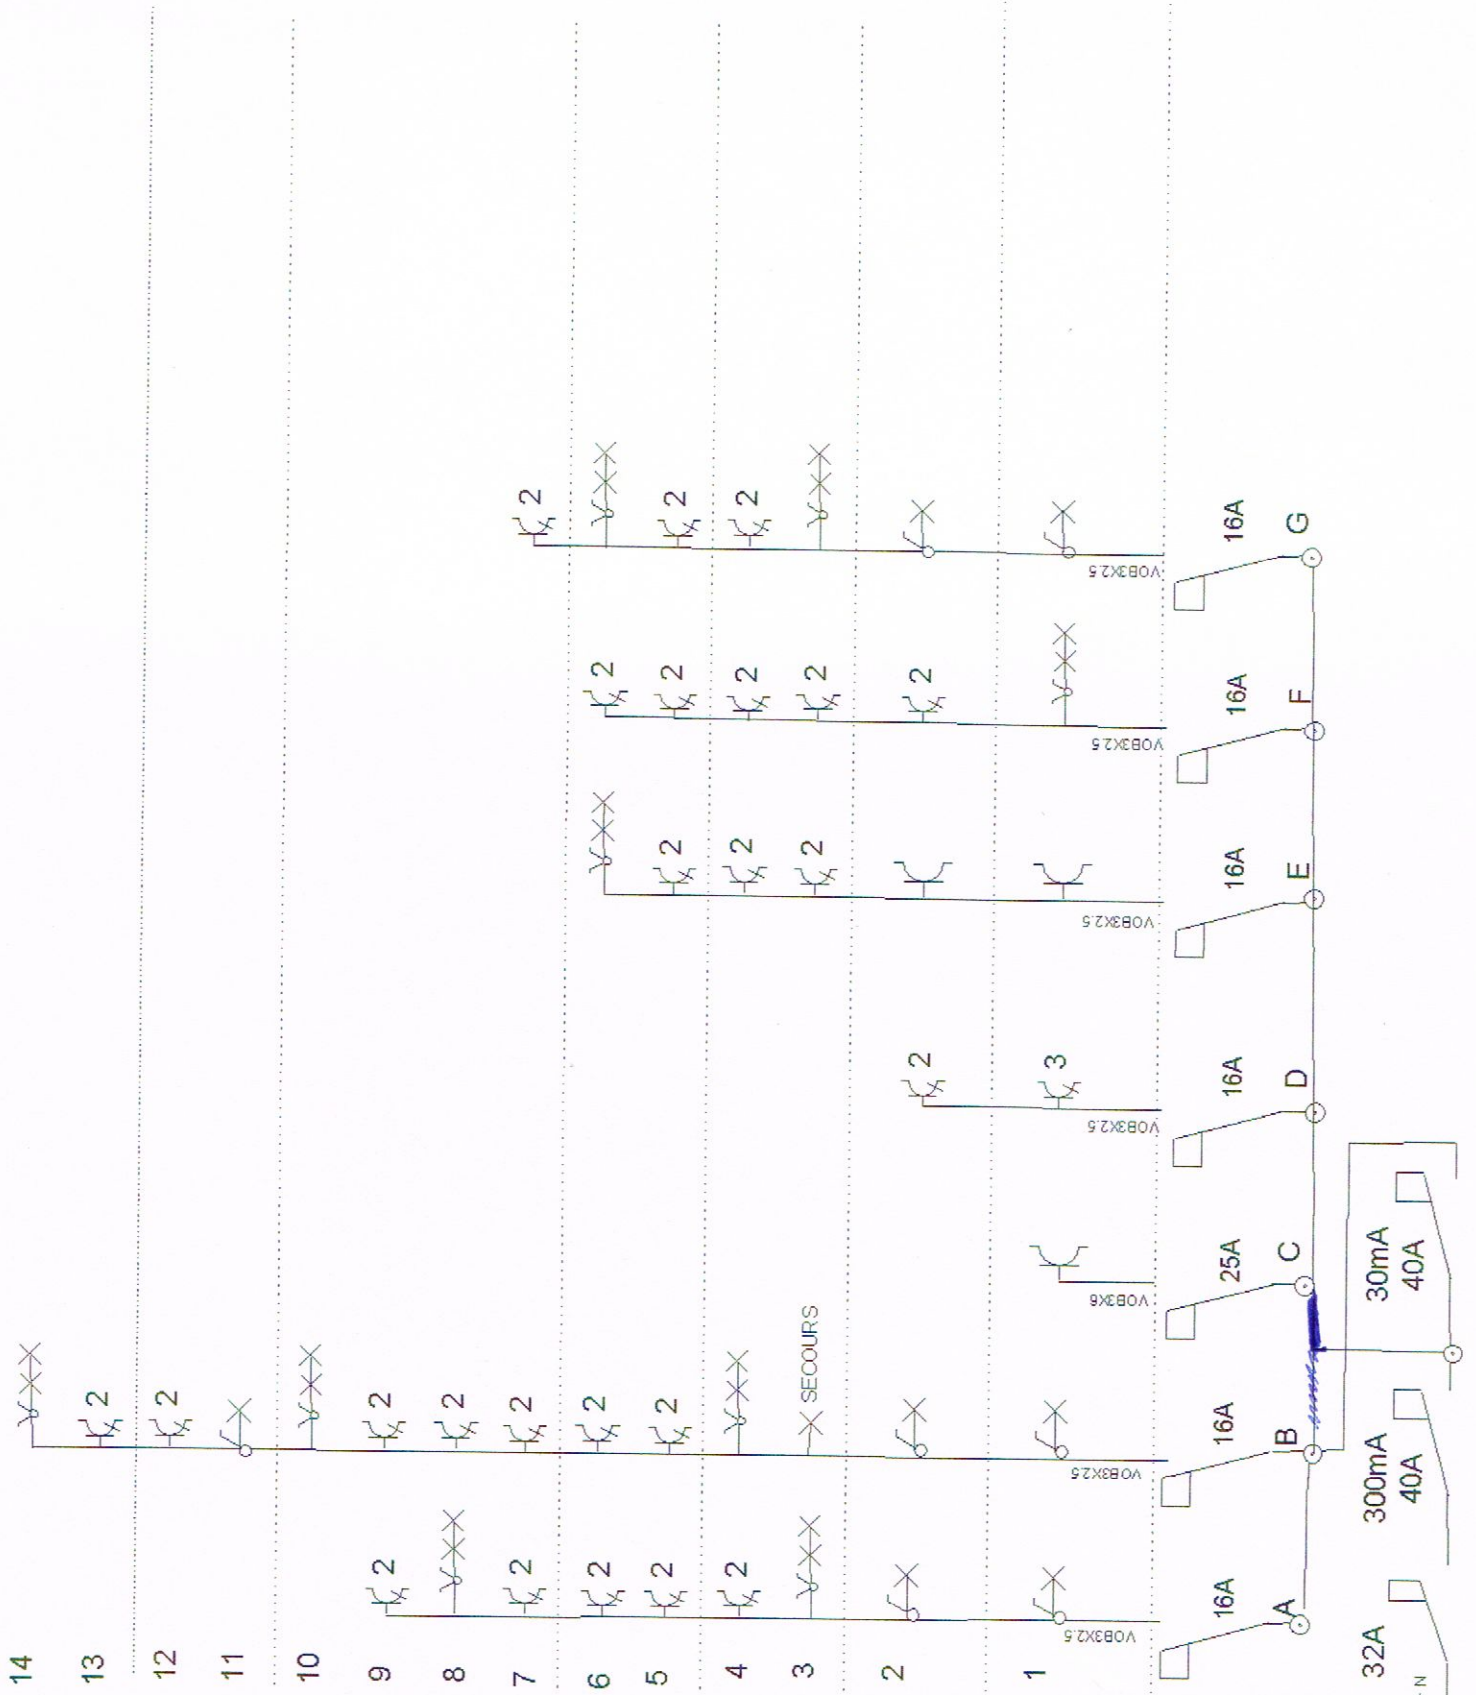 1 2 3 4 5 6 7 8 9 10 11 12 13 14
N
32A
A 16A VOB3X2.5 2 2 2 2 2
300mA
40A
B 16A VOB3X2.5 SECOURS 2 2 2 2 2 2 2
30mA
40A
C 25A VOB3X6
D 16A VOB3X2.5 3 2
E 16A VOB3X2.5 2 2 2
F 16A VOB3X2.5 2 2 2 2 2
G 16A VOB3X2.5 2 2 2